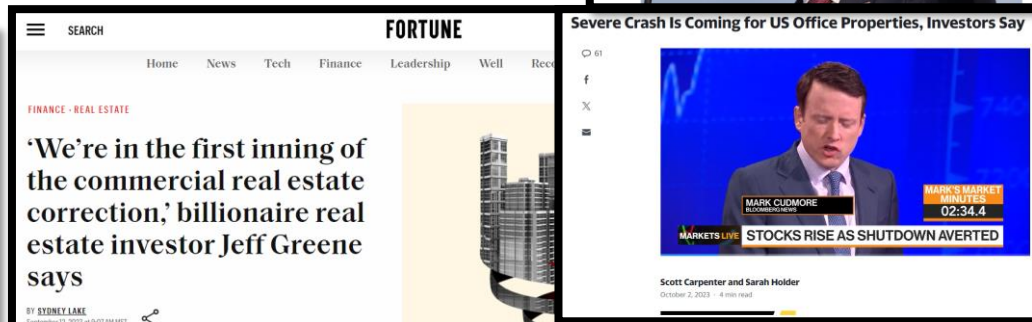 SEARCH
FORTUNE
Home News Tech Finance Leadership Well
FINANCE · REAL ESTATE
‘We’re in the first inning of
the commercial real estate
correction,’ billionaire real
estate investor Jeff Greene
says
BY SYDNEY LAKE
Severe Crash Is Coming for US Office Properties, Investors Say
61
MARK CUDMORE
BLOOMBERG NEWS
MARK'S MARKET
MINUTES
02:34.4
MARKETS LIVE STOCKS RISE AS SHUTDOWN AVERTED
Scott Carpenter and Sarah Holder
October 2, 2023 · 4 min read